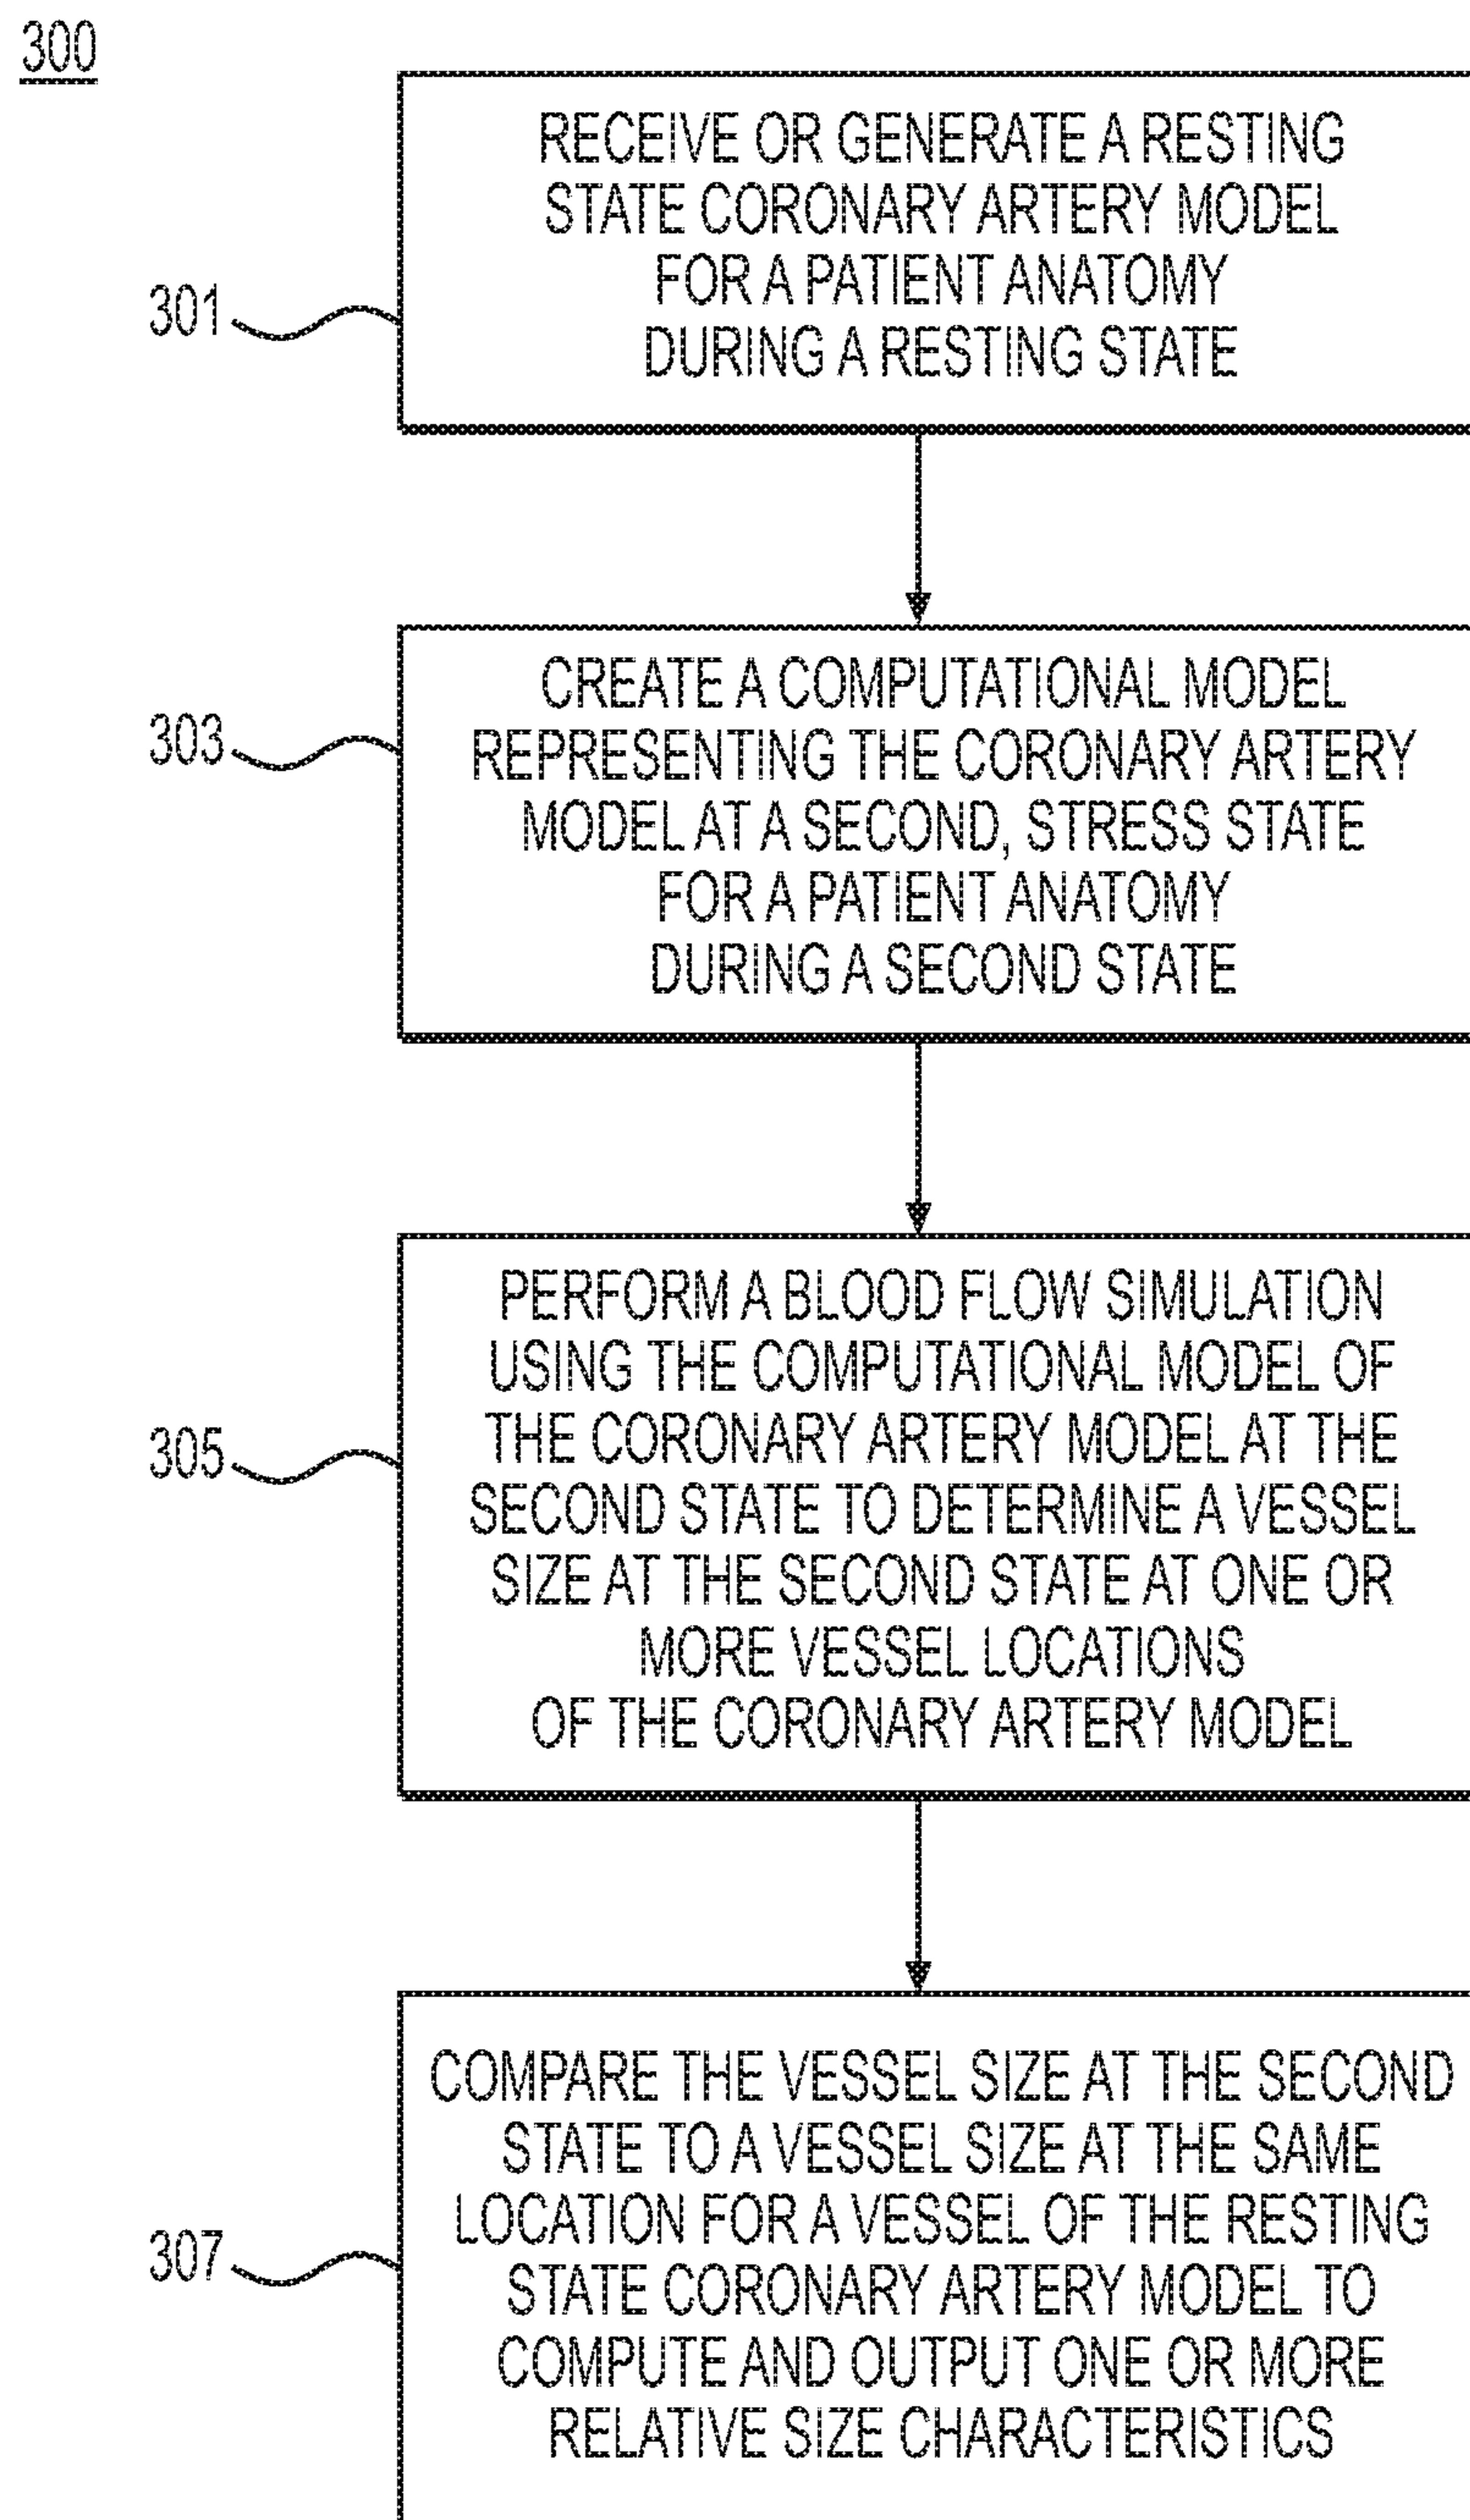 300
RECEIVE OR GENERATE A RESTING
STATE CORONARY ARTERY MODEL
FOR A PATIENT ANATOMY
DURING A RESTING STATE
301
CREATE A COMPUTATIONAL MODEL
REPRESENTING THE CORONARY ARTERY
MODEL AT A SECOND, STRESS STATE
FOR A PATIENT ANATOMY
DURING A SECOND STATE
303
PERFORM A BLOOD FLOW SIMULATION
USING THE COMPUTATIONAL MODEL OF
THE CORONARY ARTERY MODEL AT THE
SECOND STATE TO DETERMINE A VESSEL
SIZE AT THE SECOND STATE AT ONE OR
MORE VESSEL LOCATIONS
OF THE CORONARY ARTERY MODEL
305
COMPARE THE VESSEL SIZE AT THE SECOND
STATE TO A VESSEL SIZE AT THE SAME
LOCATION FOR A VESSEL OF THE RESTING
STATE CORONARY ARTERY MODEL TO
COMPUTE AND OUTPUT ONE OR MORE
RELATIVE SIZE CHARACTERISTICS
307